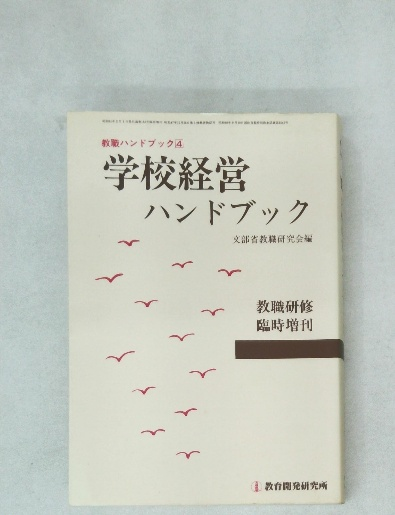 教職ハンドブック④
学校経営
ハンドブック
文部省教職研究会編
教職研修
臨時増刊
教育開発研究所